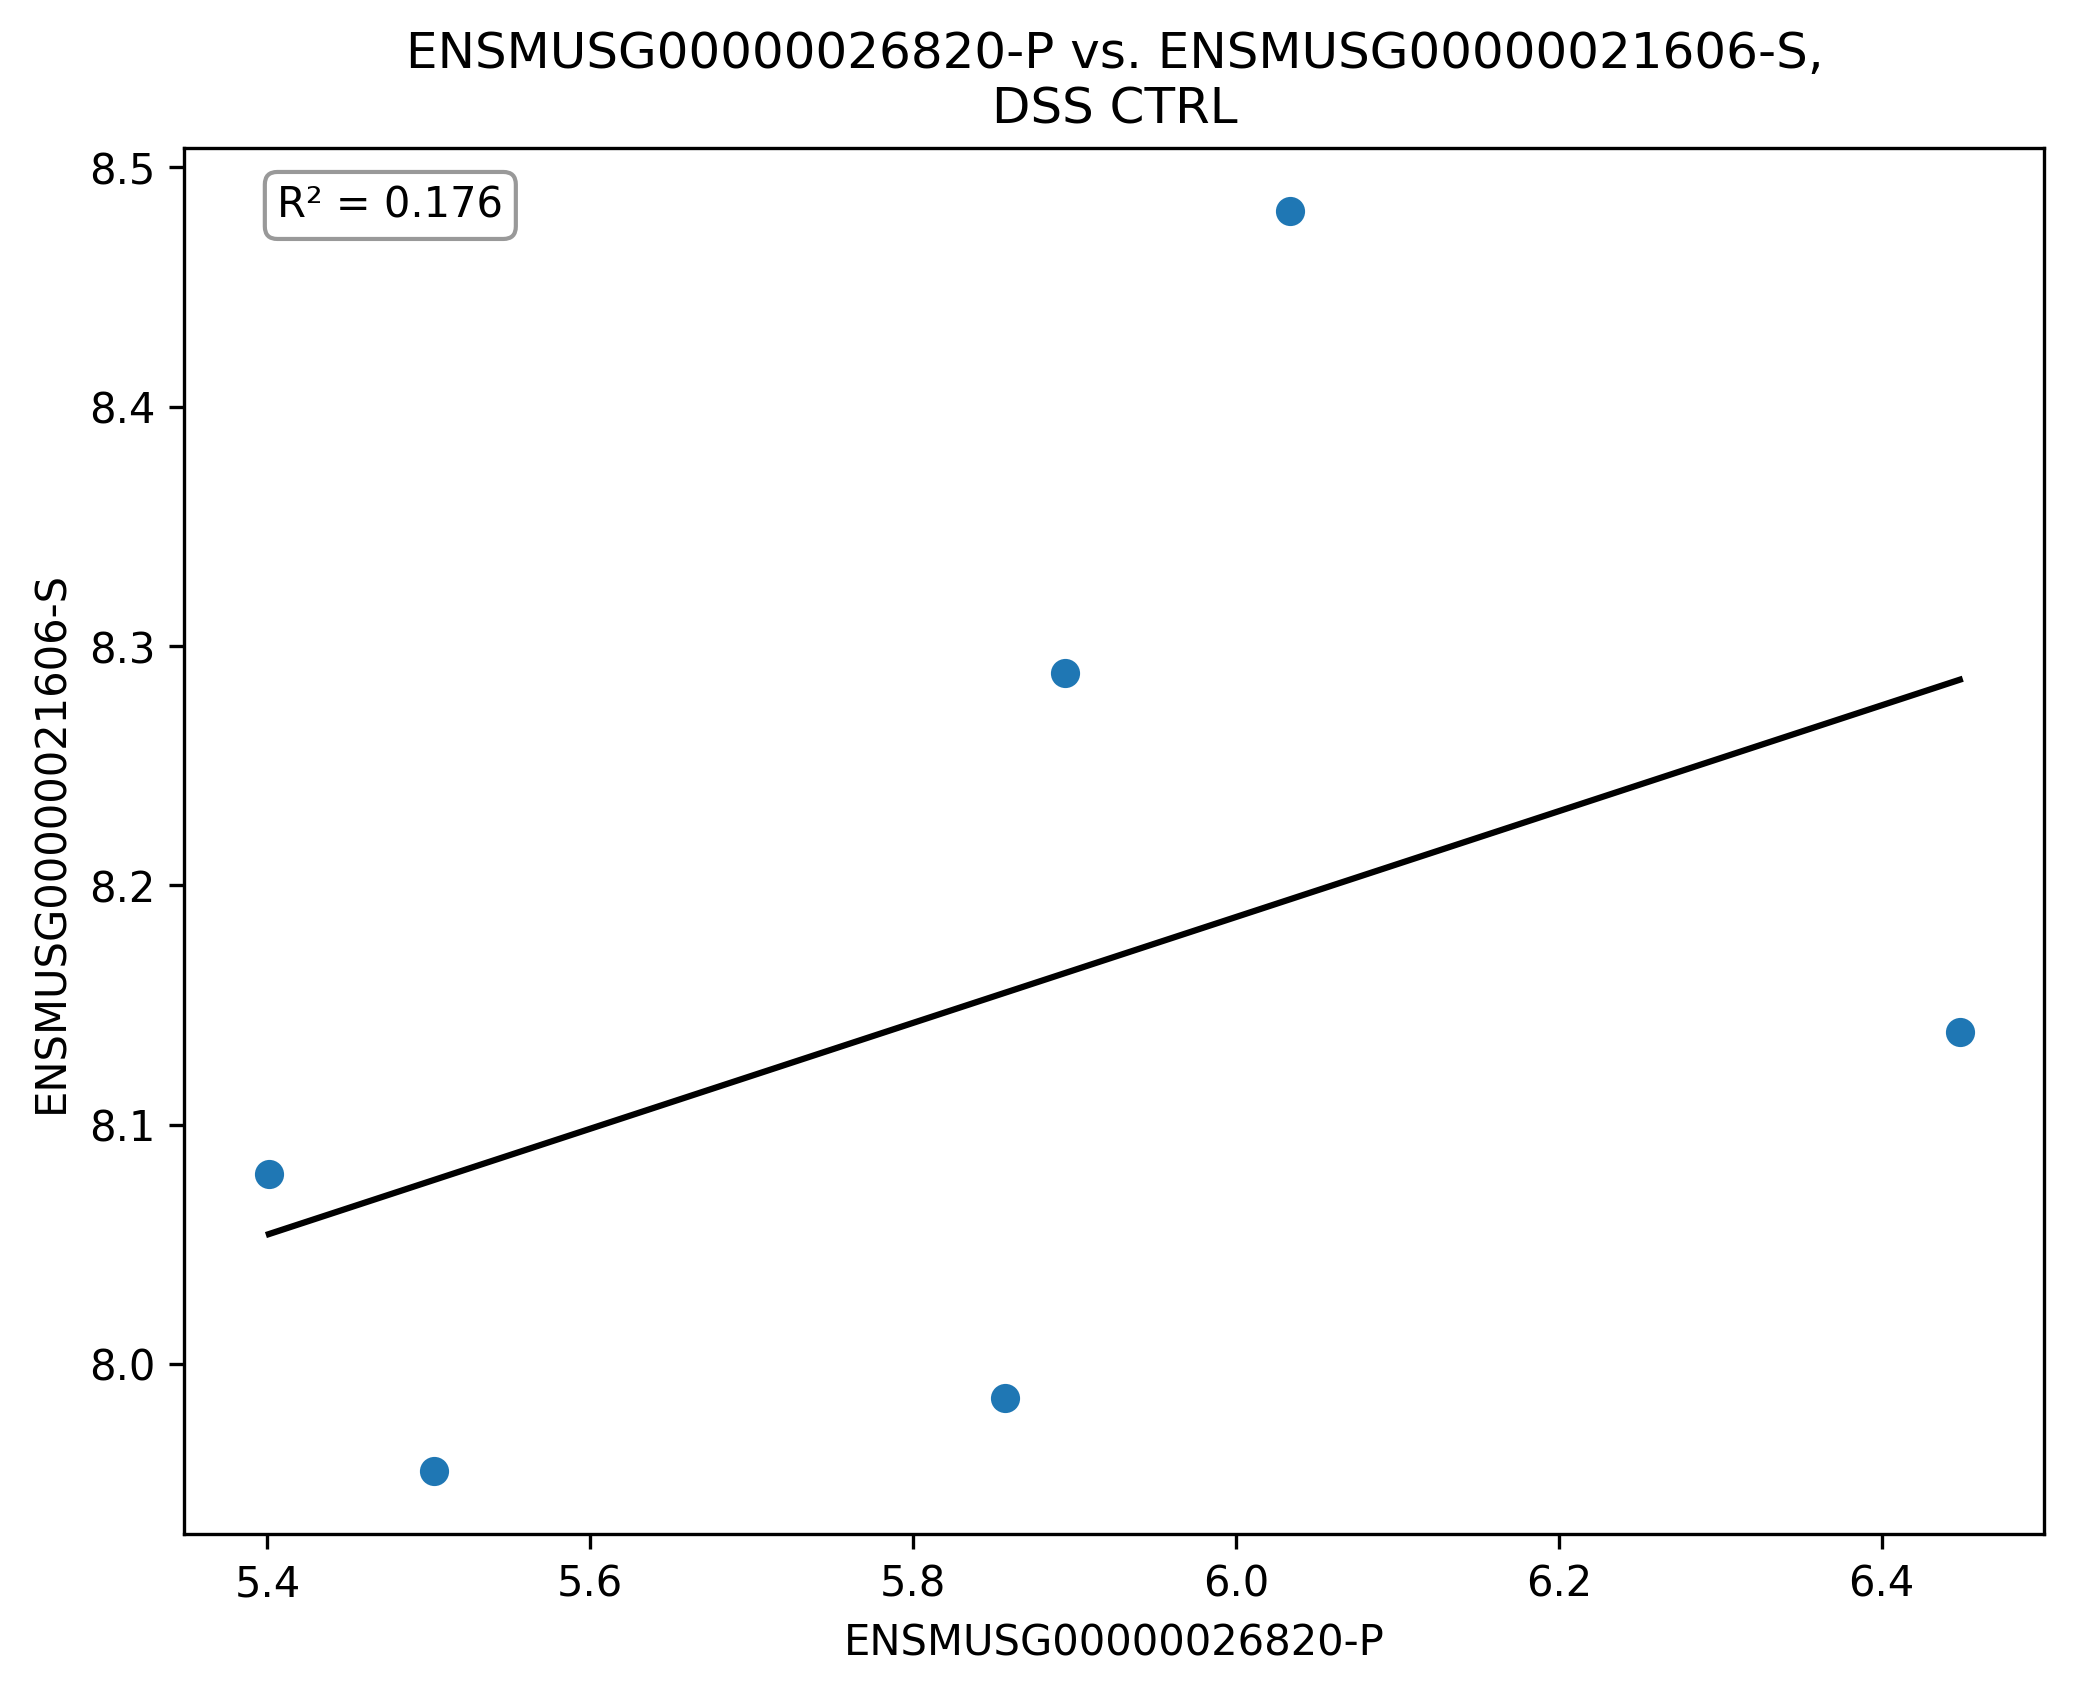 ENSMUSG00000026820-P vs. ENSMUSG00000021606-S,
DSS CTRL
R² = 0.176
8.5
8.4
8.3
8.2
8.1
8.0
ENSMUSG00000021606-S
5.4 5.6 5.8 6.0 6.2 6.4
ENSMUSG00000026820-P